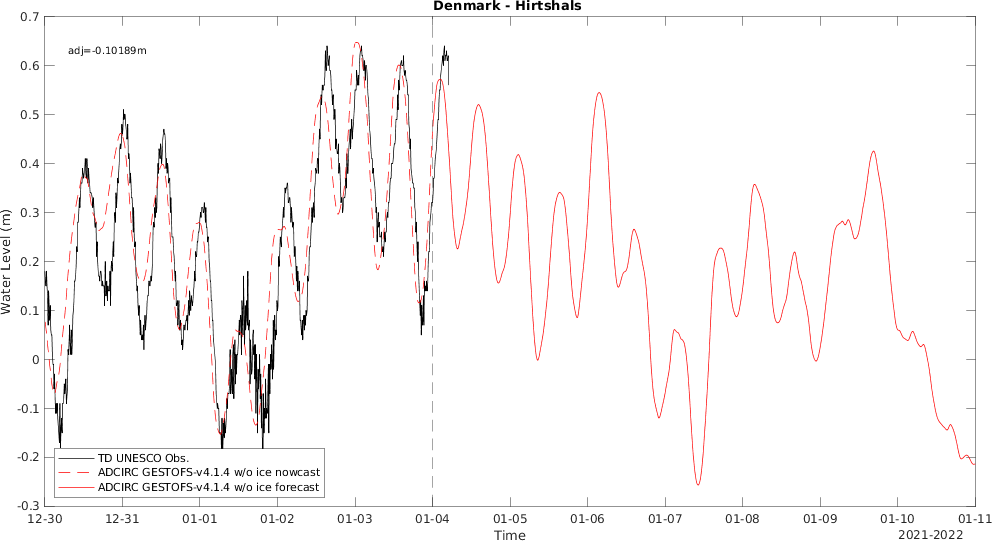 Denmark - Hirtshals
0.7
0.6
0.5
0.4
0.3
0.2
0.1
0
-0.1
-0.2
-0.3
Water Level (m)
adj=-0.10189m
TD UNESCO Obs.
ADCIRC GESTOFS-v4.1.4 w/o ice nowcast
ADCIRC GESTOFS-v4.1.4 w/o ice forecast
12-30 12-31 01-01 01-02 01-03 01-04 01-05 01-06 01-07 01-08 01-09 01-10 01-11
Time
2021-2022